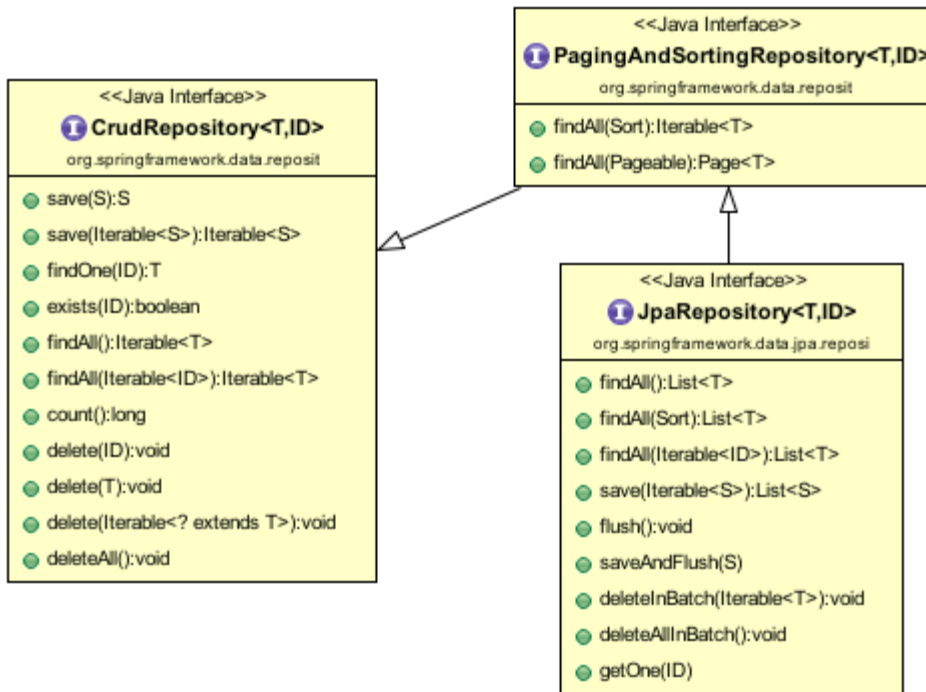 <<Java Interface>>
I CrudRepository<T,ID>
org.springframework.data.reposit
save(S):S
save(Iterable<S>):Iterable<S>
findOne(ID):T
exists(ID):boolean
findAll():Iterable<T>
findAll(Iterable<ID>):Iterable<T>
count():long
delete(ID):void
delete(T):void
delete(Iterable<? extends T>):void
deleteAll():void
<<Java Interface>>
I PagingAndSortingRepository<T,ID>
org.springframework.data.reposit
findAll(Sort):Iterable<T>
findAll(Pageable):Page<T>
<<Java Interface>>
I JpaRepository<T,ID>
org.springframework.data.jpa.reposi
findAll():List<T>
findAll(Sort):List<T>
findAll(Iterable<ID>):List<T>
save(Iterable<S>):List<S>
flush():void
saveAndFlush(S)
deleteInBatch(Iterable<T>):void
deleteAllInBatch():void
getOne(ID)